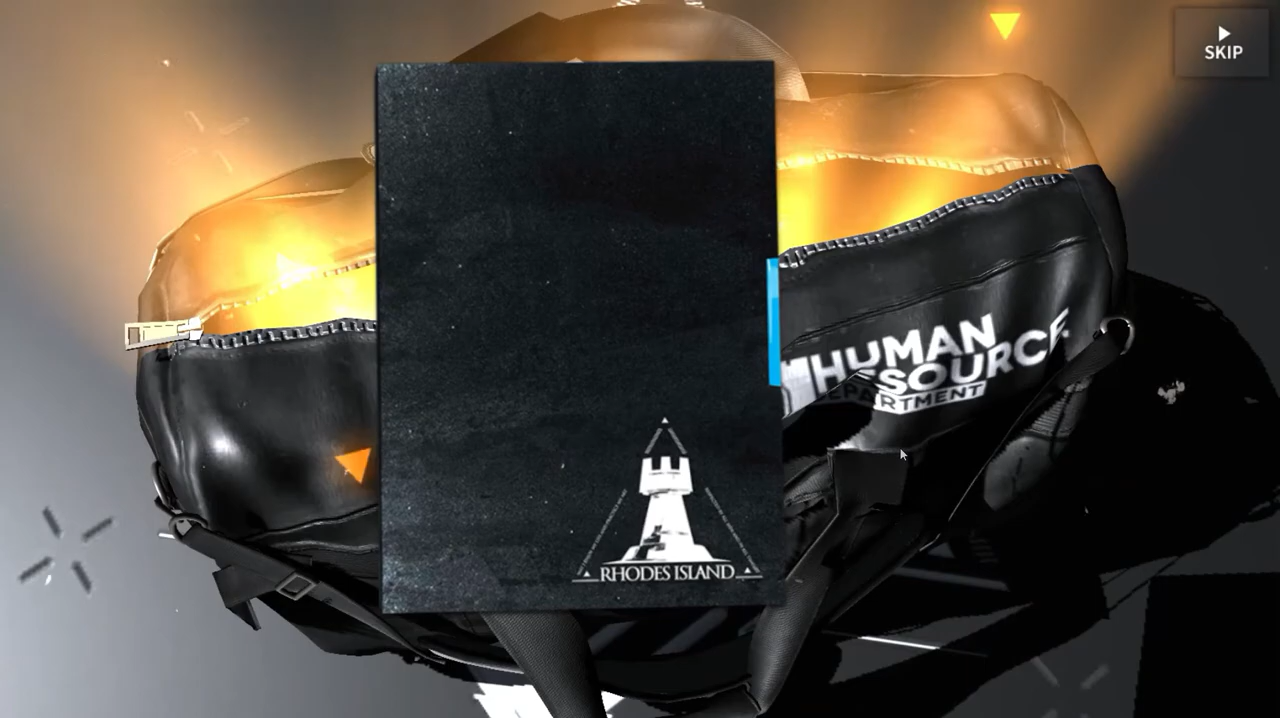 SKIP
HUMAN
RESOURCE
DEPARTMENT
RHODES ISLAND